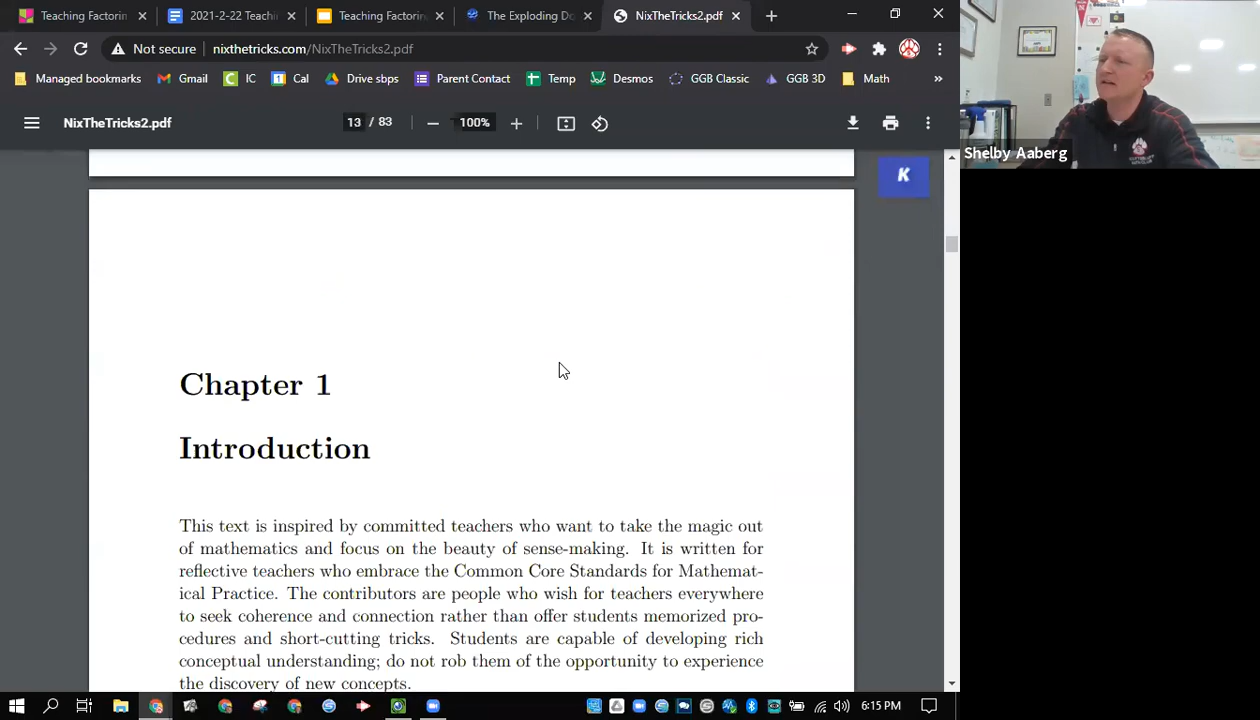 Teaching Factorin
2021-2-22 Teachi
Teaching Factorin
The Exploding Do
NixTheTricks2.pdf
Not secure
nixthetricks.com/NixTheTricks2.pdf
Managed bookmarks
Gmail
IC
Cal
Drive sbps
Parent Contact
Temp
Desmos
GGB Classic
GGB 3D
Math
»
NixTheTricks2.pdf
13 / 83
100%
Shelby Aaberg
K
Chapter 1
Introduction
This text is inspired by committed teachers who want to take the magic out
of mathematics and focus on the beauty of sense-making. It is written for
reflective teachers who embrace the Common Core Standards for Mathemat-
ical Practice. The contributors are people who wish for teachers everywhere
to seek coherence and connection rather than offer students memorized pro-
cedures and short-cutting tricks. Students are capable of developing rich
conceptual understanding; do not rob them of the opportunity to experience
the discovery of new concepts.
6:15 PM